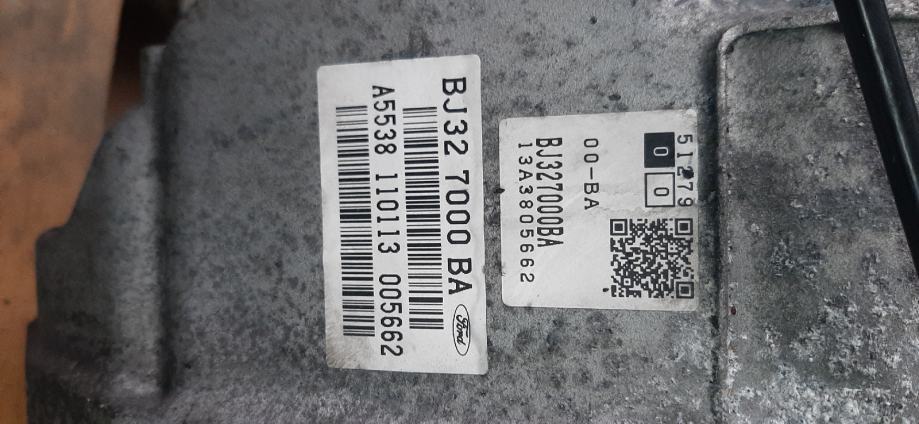 BJ32 7000 BA
Ford
A5538 110113 005662
51279
0 0
00-BA
BJ327000BA
13A3805662